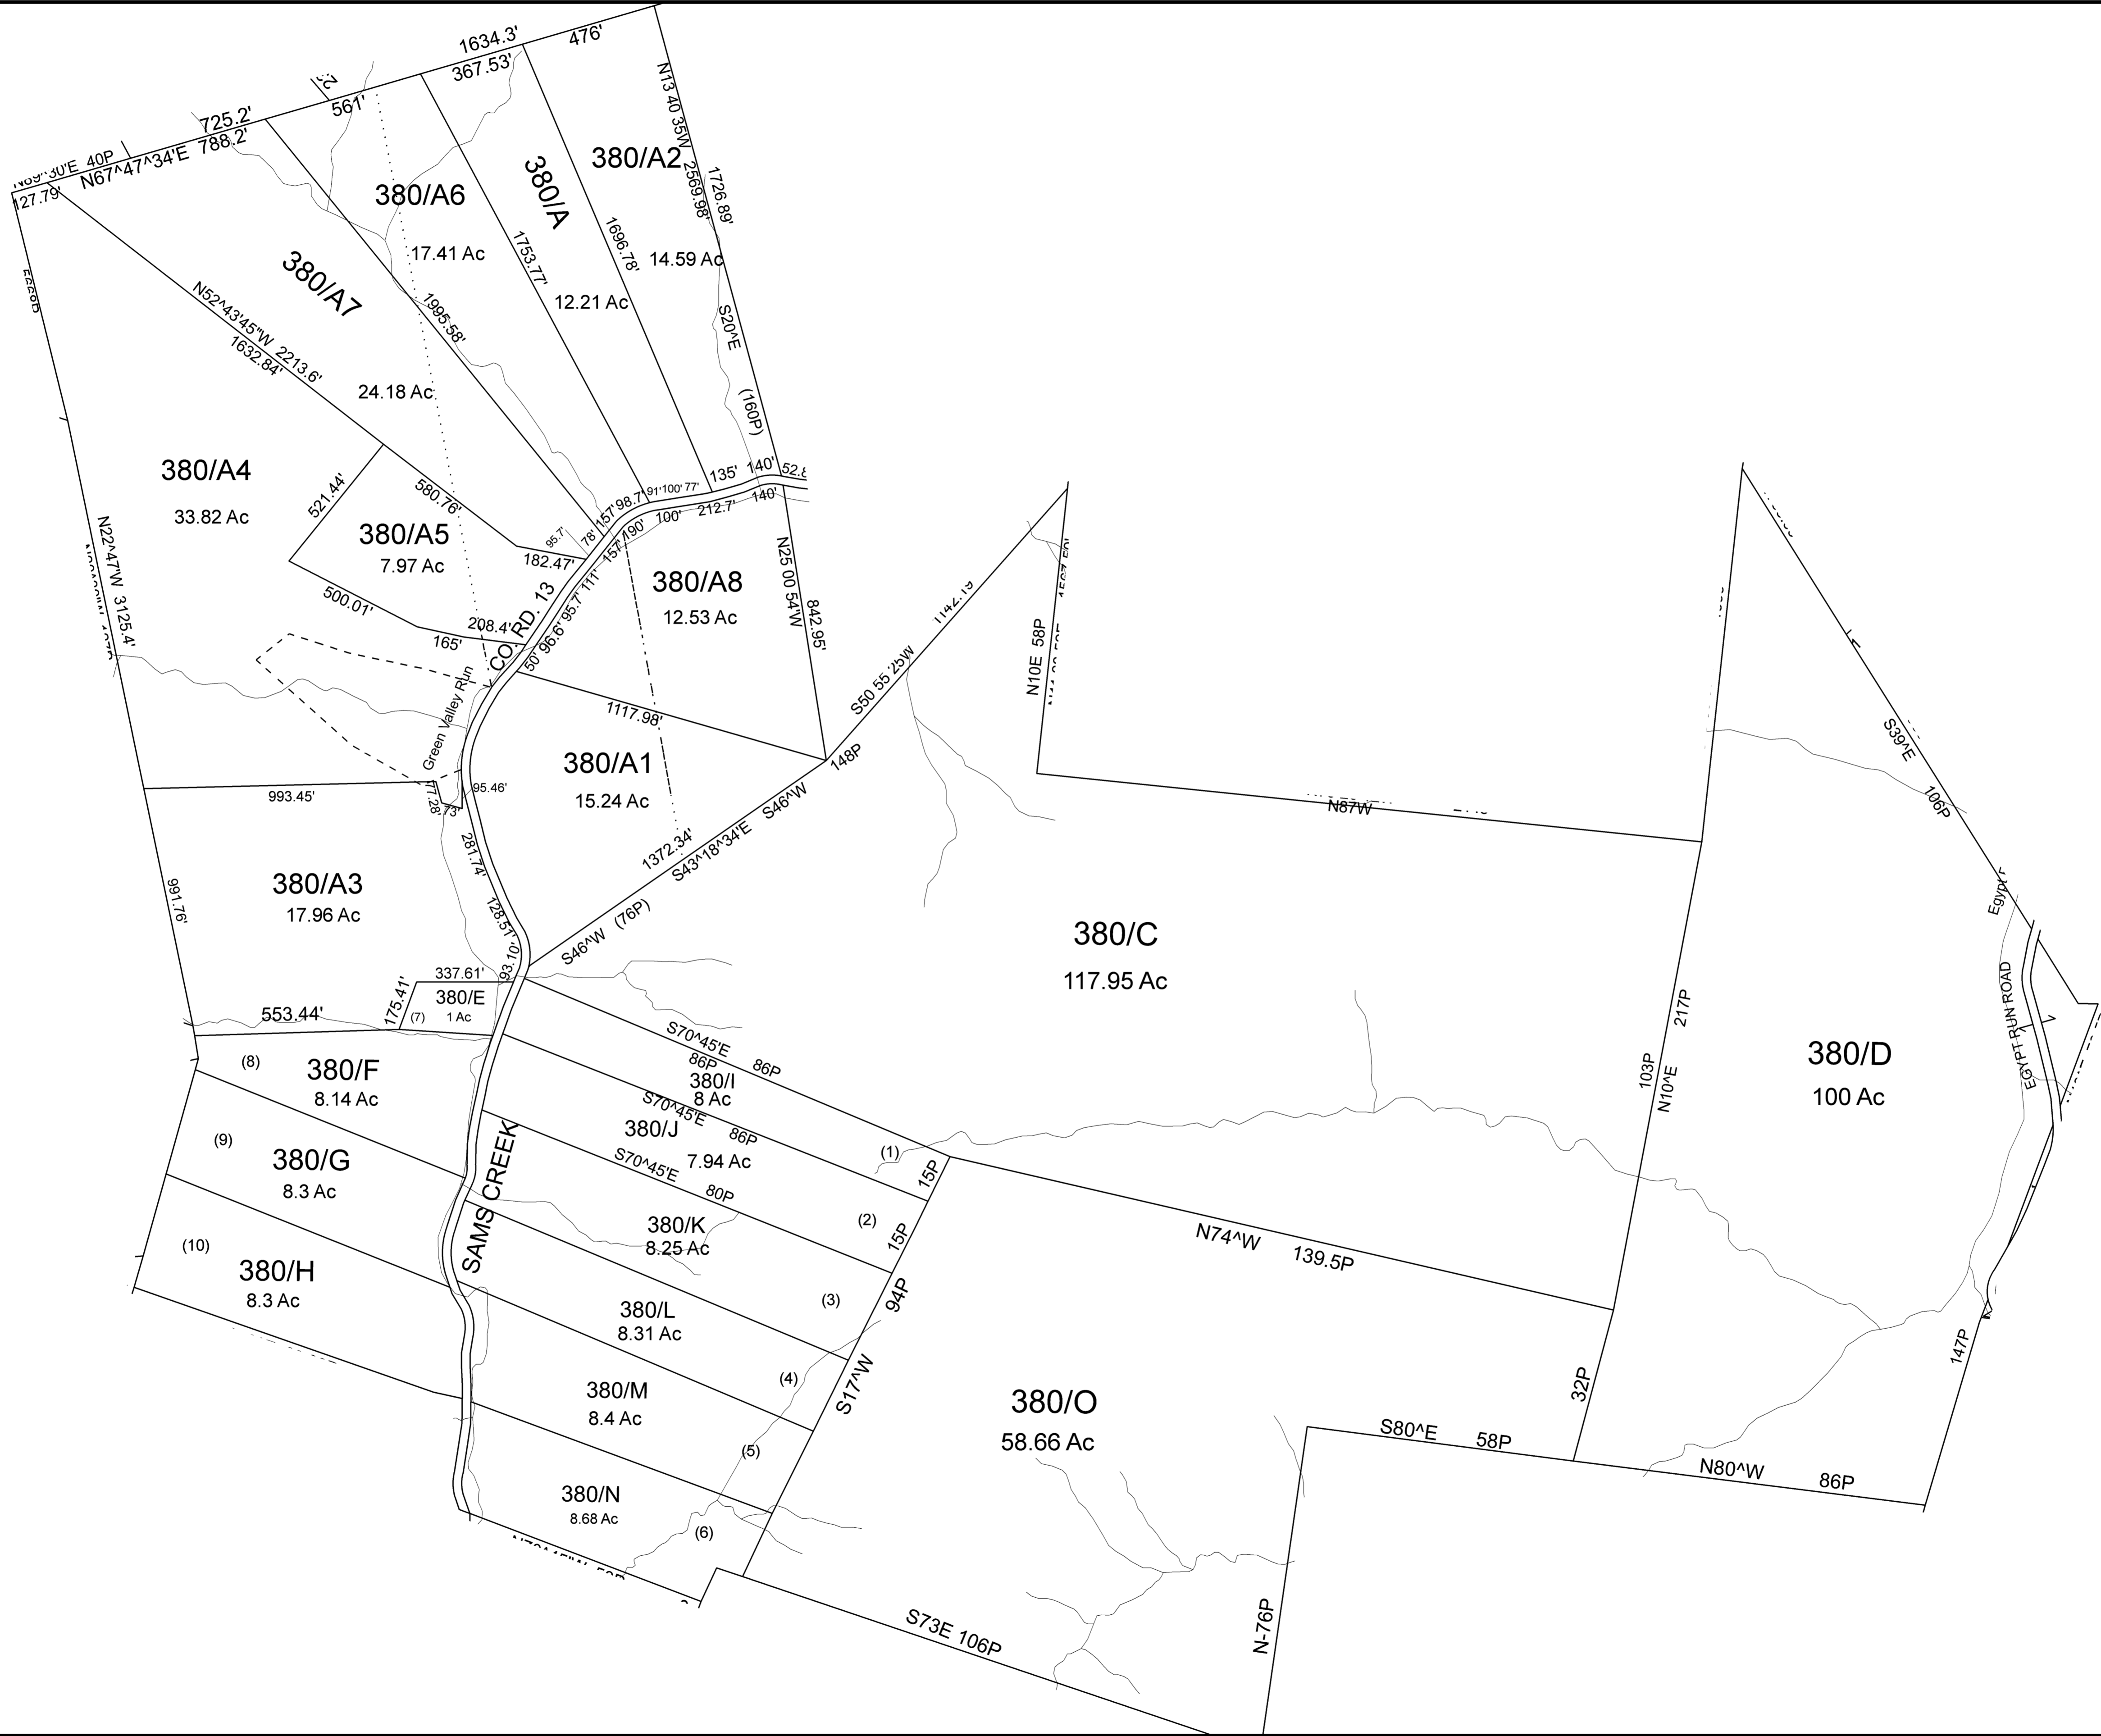 1634.3'
476'
367.53'
561'
725.2'
N67^47^34'E 788.2'
40P
127.79'
N13 40 35W 2569.98'
1726.89'
S20^E
(160P)
380/A2
14.59 Ac
380/A
12.21 Ac
1696.78'
1753.77'
380/A6
17.41 Ac
1995.58'
380/A7
24.18 Ac
N52^43'45"W 2213.6'
1632.84'
580.76'
182.47'
380/A4
33.82 Ac
N22^47'W 3125.4'
380/A5
7.97 Ac
521.44'
500.01'
165'
208.4'
95.7'
78'
157'
98.7'
91'
100'
77'
135'
140'
52.8
140'
212.7'
100'
190'
157'
111'
95.7'
96.6'
50'
CO. RD. 13
Green Valley Run
380/A8
12.53 Ac
N25 00 54'W
842.95'
1117.98'
380/A1
15.24 Ac
1372.34'
S43^18^34'E
S46^W
S46^W (76P)
148P
S50 55 25W
1142.19
N10E 58P
N87W
993.45'
77.28'
73'
95.46'
281.74'
128.51'
93.10'
380/A3
17.96 Ac
991.76'
337.61'
175.41'
380/E
(7)
1 Ac
553.44'
(8)
380/F
8.14 Ac
(9)
380/G
8.3 Ac
(10)
380/H
8.3 Ac
SAMS CREEK
S70^45'E 86P
86P
380/I
8 Ac
S70^45'E 86P
380/J
7.94 Ac
S70^45'E 80P
380/K
8.25 Ac
380/L
8.31 Ac
380/M
8.4 Ac
380/N
8.68 Ac
(1)
(2)
(3)
(4)
(5)
(6)
15P
15P
94P
S17^W
380/C
117.95 Ac
217P
103P
N10^E
N74^W 139.5P
32P
380/O
58.66 Ac
S80^E 58P
N80^W 86P
147P
N-76P
S73E 106P
380/D
100 Ac
S39^E
106P
EGYPT RUN ROAD
Egypt